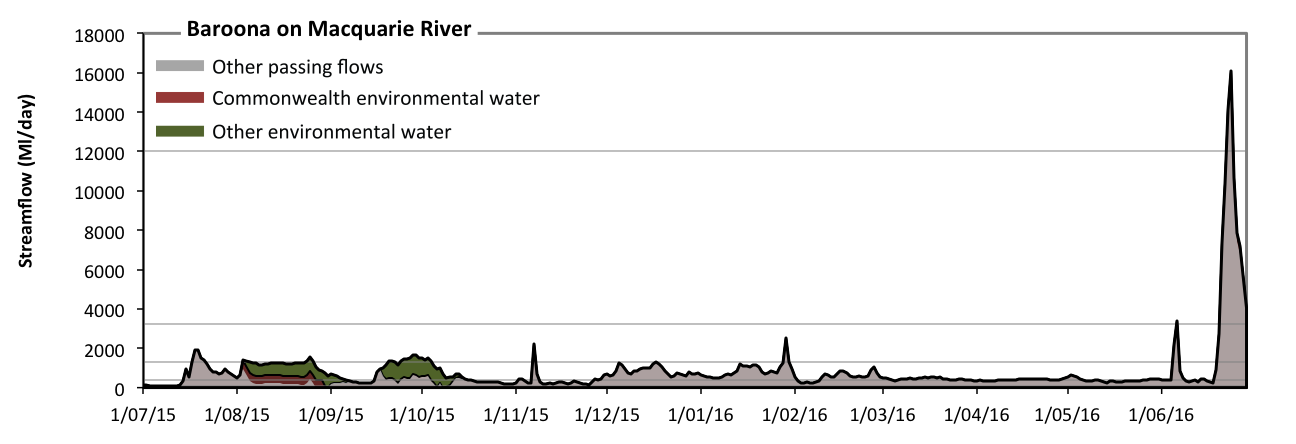 Baroona on Macquarie River
Streamflow (Ml/day)
18000
16000
14000
12000
10000
8000
6000
4000
2000
0
Other passing flows
Commonwealth environmental water
Other environmental water
1/07/15 1/08/15 1/09/15 1/10/15 1/11/15 1/12/15 1/01/16 1/02/16 1/03/16 1/04/16 1/05/16 1/06/16